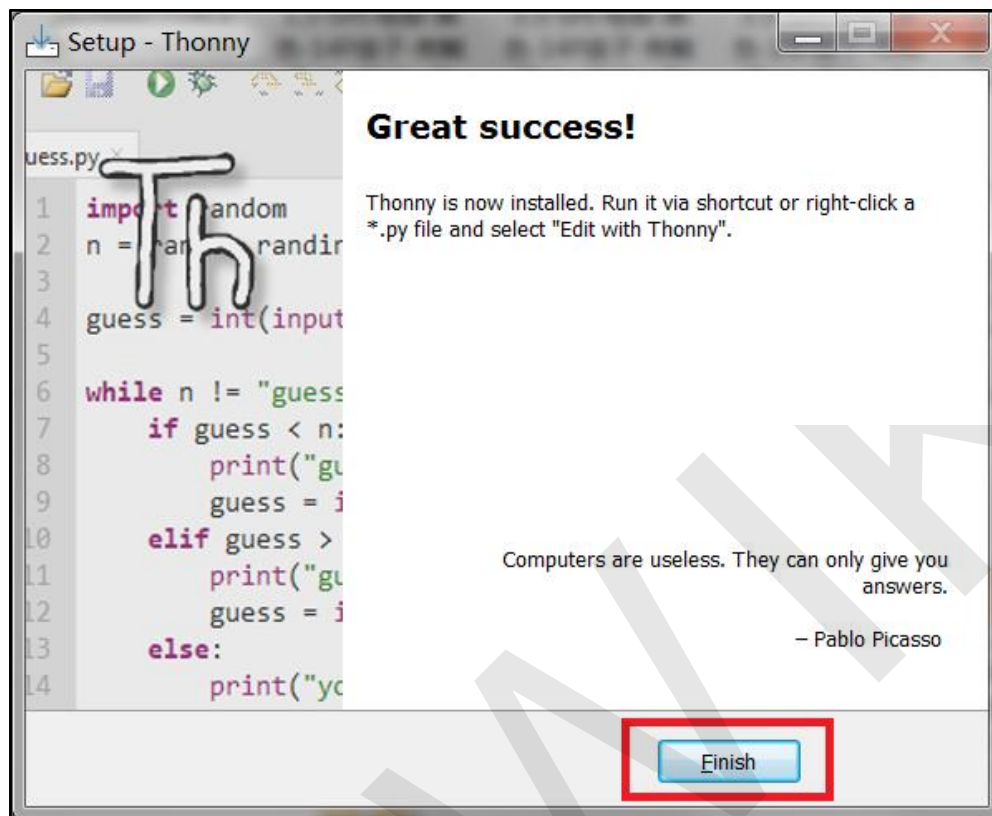 Setup - Thonny
uess.py ×
Th
1 import random
2 n = ran randin
3
4 guess = int(input
5
6 while n != "guess
7 if guess < n:
8 print("gu
9 guess = i
10 elif guess >
11 print("gu
12 guess = i
13 else:
14 print("yo
Great success!
Thonny is now installed. Run it via shortcut or right-click a
*.py file and select "Edit with Thonny".
Computers are useless. They can only give you
answers.
– Pablo Picasso
Finish